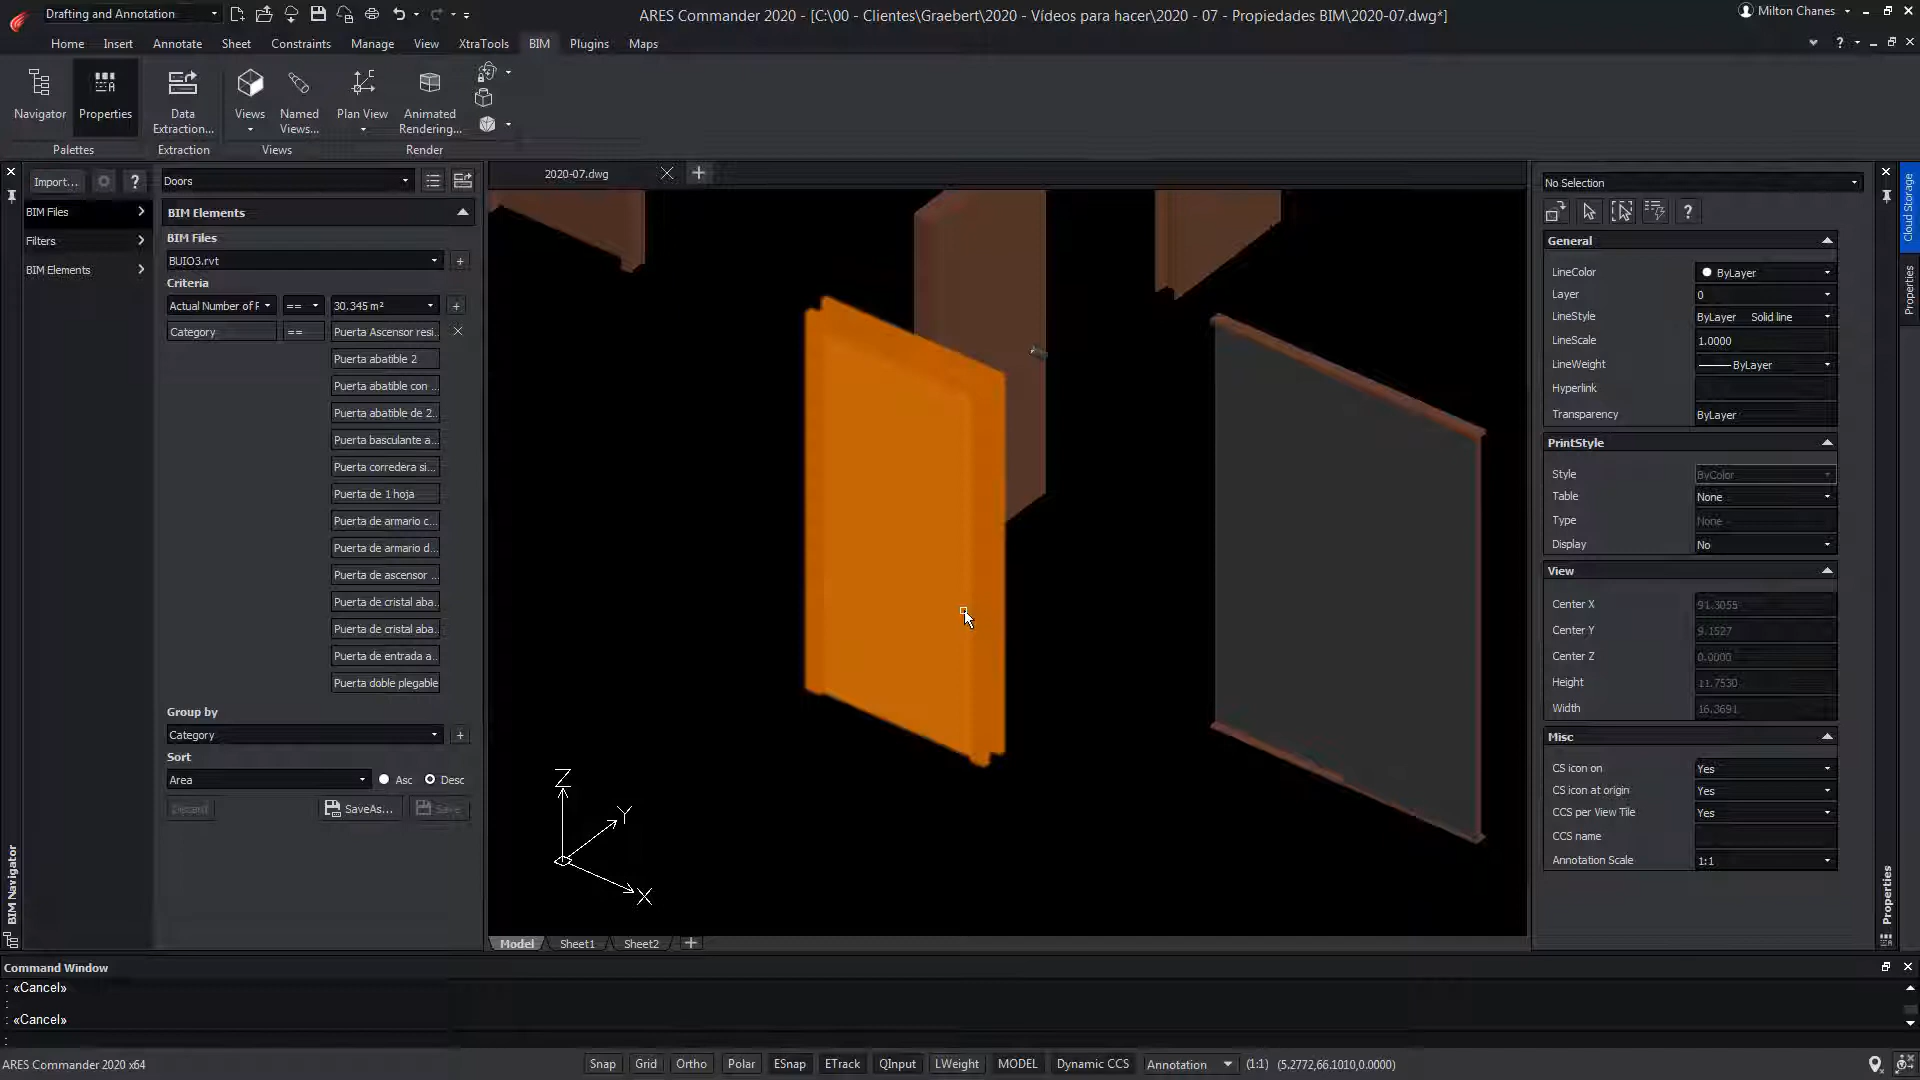 Drafting and Annotation
ARES Commander 2020 - [C:\00 - Clientes\Graebert\2020 - Vídeos para hacer\2020 - 07 - Propiedades BIM\2020-07.dwg*]
Milton Chanes
Home Insert Annotate Sheet Constraints Manage View XtraTools BIM Plugins Maps
Navigator Properties Data Extraction... Views Named Views... Plan View Animated Rendering...
Palettes Extraction Views Render
Import... ? Doors
2020-07.dwg
BIM Files
Filters
BIM Elements
BIM Elements
BIM Files
BUIO3.rvt
Criteria
Actual Number of F == 30.345 m²
Category == Puerta Ascensor resi..
Puerta abatible 2
Puerta abatible con ...
Puerta abatible de 2..
Puerta basculante a...
Puerta corredera si...
Puerta de 1 hoja
Puerta de armario c...
Puerta de armario d...
Puerta de ascensor ...
Puerta de cristal aba..
Puerta de cristal aba..
Puerta de entrada a..
Puerta doble plegable
Group by
Category
Sort
Area Asc Desc
Discard SaveAs... Save
BIM Navigator
Z
Y
X
Model Sheet1 Sheet2
No Selection
General
LineColor ByLayer
Layer 0
LineStyle ByLayer Solid line
LineScale 1.0000
LineWeight ByLayer
Hyperlink
Transparency ByLayer
PrintStyle
Style ByColor
Table None
Type None
Display No
View
Center X 91.3055
Center Y 9.1527
Center Z 0.0000
Height 11.7530
Width 16.3691
Misc
CS icon on Yes
CS icon at origin Yes
CCS per View Tile Yes
CCS name
Annotation Scale 1:1
Properties
Cloud Storage
Properties
Command Window
: «Cancel»
:
: «Cancel»
:
ARES Commander 2020 x64
Snap Grid Ortho Polar ESnap ETrack QInput LWeight MODEL Dynamic CCS Annotation (1:1) (5.2772,66.1010,0.0000)